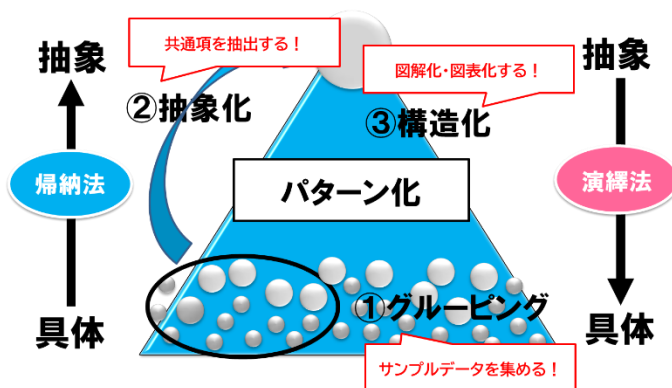 共通項を抽出する！
抽象
②抽象化
図解化・図表化する！
抽象
③構造化
帰納法
パターン化
演繹法
①グルーピング
具体
具体
サンプルデータを集める！